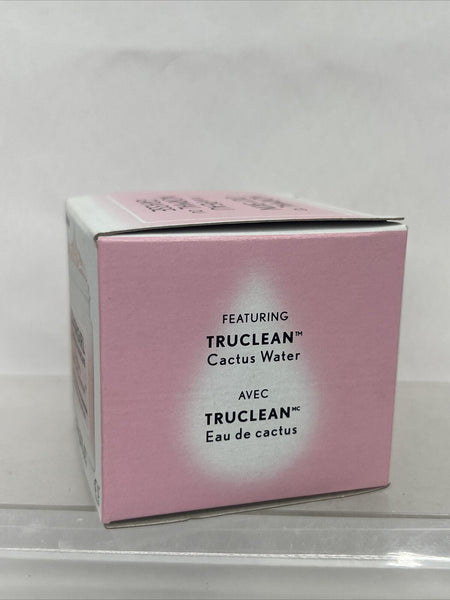 FEATURING
TRUCLEAN™
Cactus Water
AVEC
TRUCLEAN MC
Eau de cactus